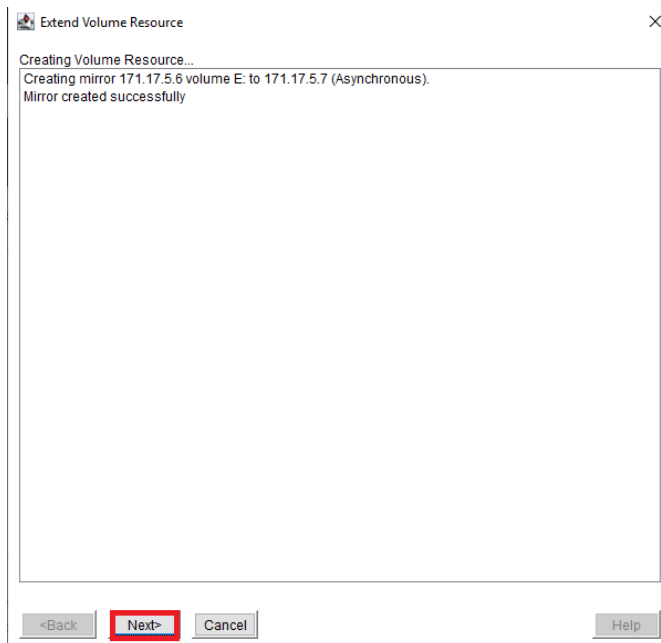 Extend Volume Resource
Creating Volume Resource...
Creating mirror 171.17.5.6 volume E: to 171.17.5.7 (Asynchronous).
Mirror created successfully
<Back Next> Cancel Help